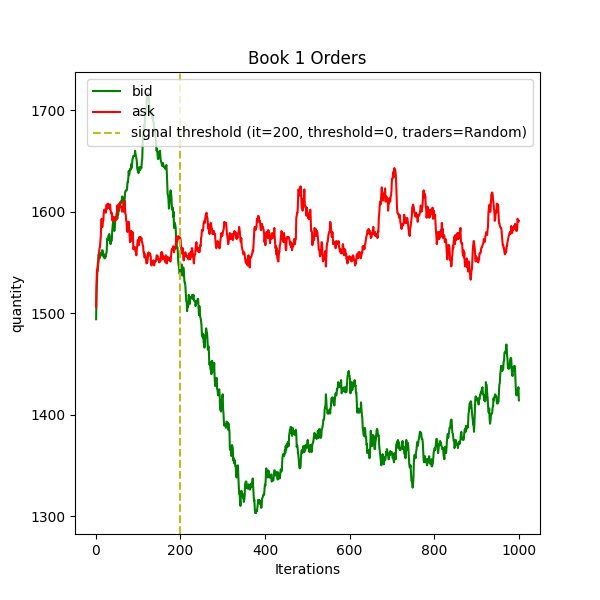 Book 1 Orders
bid
ask
signal threshold (it=200, threshold=0, traders=Random)
quantity
1700
1600
1500
1400
1300
0 200 400 600 800 1000
Iterations